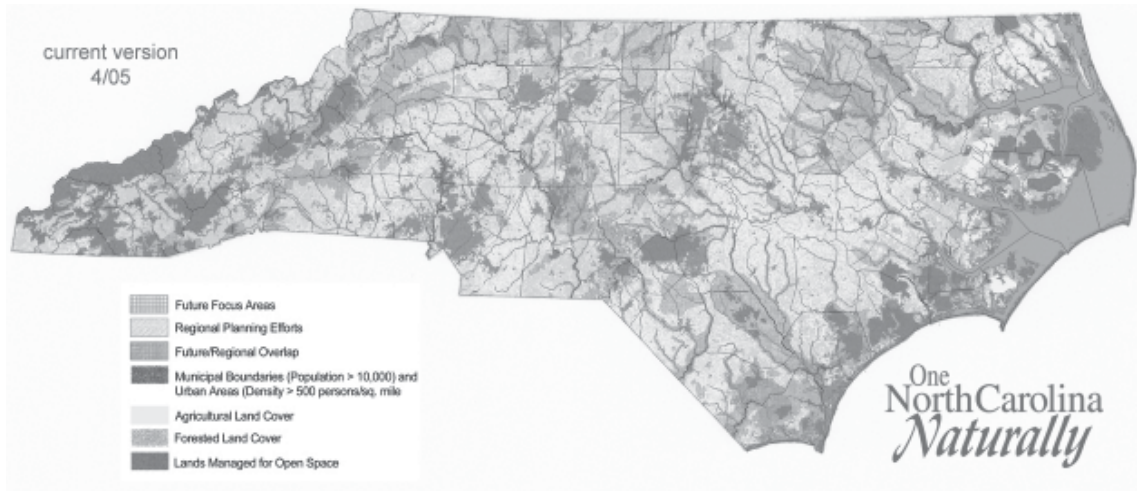 current version
4/05
Future Focus Areas
Regional Planning Efforts
Future/Regional Overlap
Municipal Boundaries (Population > 10,000) and
Urban Areas (Density > 500 persons/sq. mile
Agricultural Land Cover
Forested Land Cover
Lands Managed for Open Space
One
NorthCarolina
Naturally